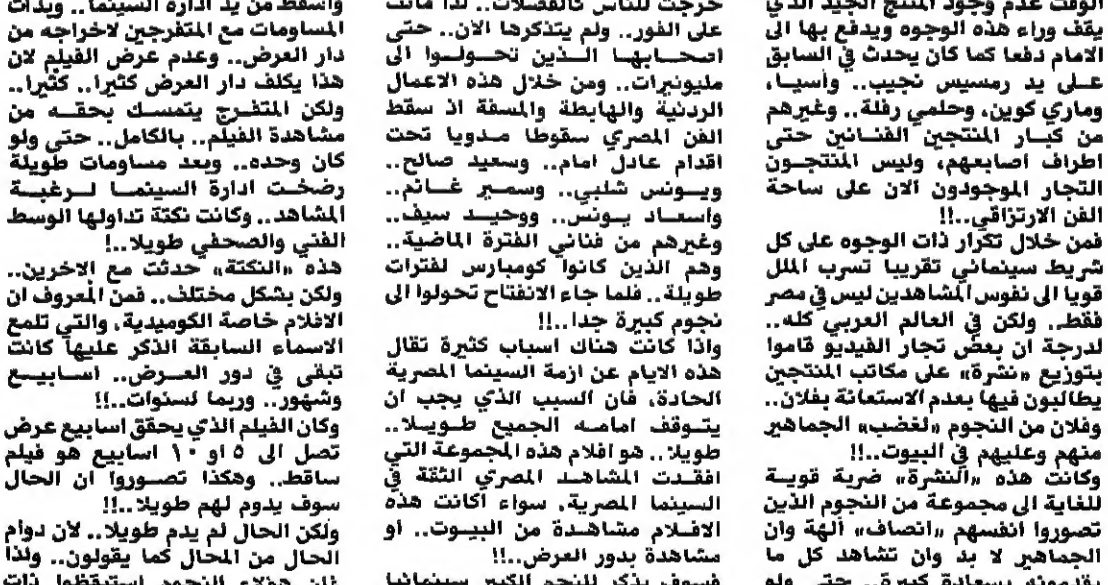 الوقت عدم وجود المنتج الجيد الذي
يقف وراء هذه الوجوه ويدفع بها الى
الامام دفعا كما كان يحدث في السابق
على يد رمسيس نجيب.. واسيا،
وماري كوين، وحلمي رفلة.. وغيرهم
من كبار المنتجين الفنانين حتى
اطراف اصابعهم، وليس المنتجون
التجار الموجودون الان على ساحة
الفن الارتزاقي..!!
فمن خلال تكرار ذات الوجوه على كل
شريط سينمائي تقريبا تسرب الملل
قويا الى نفوس المشاهدين ليس في مصر
فقط.. ولكن في العالم العربي كله..
لدرجة ان بعض تجار الفيديو قاموا
بتوزيع «نشرة» على مكاتب المنتجين
يطالبون فيها بعدم الاستعانة بفلان..
وفلان من النجوم «لغضب» الجماهير
منهم وعليهم في البيوت..!!
وكانت هذه «النشرة» ضربة قوية
للغاية الى مجموعة من النجوم الذين
تصوروا انفسهم «انصاف» ألهة وان
الجماهير لا بد وان تشاهد كل ما
خرجت للناس كالفضلات.. لذا ماتت
على الفور.. ولم يتذكرها الان.. حتى
اصحابها الذين تحولوا الى
مليونيرات.. ومن خلال هذه الاعمال
الردئية والهابطة والمسفة اذ سقط
الفن المصري سقوطا مدويا تحت
اقدام عادل امام.. وسعيد صالح..
ويونس شلبي.. وسمير غانم..
واسعاد يونس.. ووحيد سيف..
وغيرهم من فناني الفترة الماضية..
وهم الذين كانوا كومبارس لفترات
طويلة.. فلما جاء الانفتاح تحولوا الى
نجوم كبيرة جدا..!!
واذا كانت هناك اسباب كثيرة تقال
هذه الايام عن ازمة السينما المصرية
الحادة، فان السبب الذي يجب ان
يتوقف امامه الجميع طويلا..
طويلا.. هو افلام هذه المجموعة التي
افقدت المشاهد المصري الثقة في
السينما المصرية، سواء اكانت هذه
الافلام مشاهدة من البيوت.. او
مشاهدة بدور العرض..!!
فسوف يذكر للنجم الكبير سينمائيا
واسقط من يد ادارة السينما.. وبدأت
المساومات مع المتفرجين لاخراجه من
دار العرض.. وعدم عرض الفيلم لان
هذا يكلف دار العرض كثيرا.. كثيرا..
ولكن المتفرج يتمسك بحقه من
مشاهدة الفيلم.. بالكامل.. حتى ولو
كان وحده.. وبعد مساومات طويلة
رضخت ادارة السينما لرغبة
المشاهد.. وكانت نكتة تداولها الوسط
الفني والصحفي طويلا..!
هذه «النكتة» حدثت مع الاخرين..
ولكن بشكل مختلف.. فمن المعروف ان
الافلام خاصة الكوميدية، والتي تلمع
الاسماء السابقة الذكر عليها كانت
تبقى في دور العرض.. اسابيع
وشهور.. وربما لسنوات..!!
وكان الفيلم الذي يحقق اسابيع عرض
تصل الى ٥ او ١٠ اسابيع هو فيلم
ساقط.. وهكذا تصوروا ان الحال
سوف يدوم لهم طويلا..!!
ولكن الحال لم يدم طويلا.. لان دوام
الحال من المحال كما يقولون.. ولذا